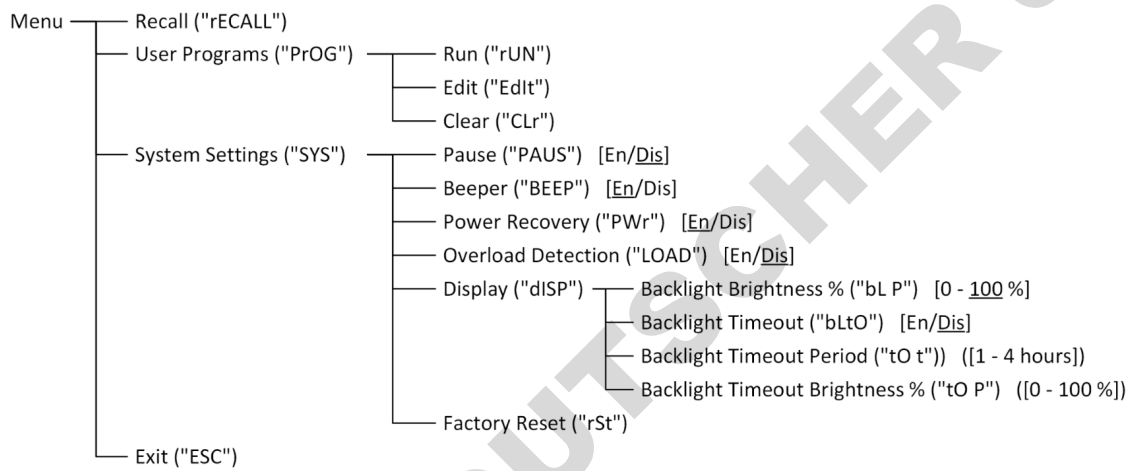 Menu
Recall ("rECALL")
User Programs ("PrOG")
Run ("rUN")
Edit ("EdIt")
Clear ("CLr")
System Settings ("SYS")
Pause ("PAUS") [En/Dis]
Beeper ("BEEP") [En/Dis]
Power Recovery ("PWr") [En/Dis]
Overload Detection ("LOAD") [En/Dis]
Display ("dISP")
Backlight Brightness % ("bL P") [0 - 100 %]
Backlight Timeout ("bLtO") [En/Dis]
Backlight Timeout Period ("tO t")) ([1 - 4 hours])
Backlight Timeout Brightness % ("tO P") ([0 - 100 %])
Factory Reset ("rSt")
Exit ("ESC")
UTSCHER